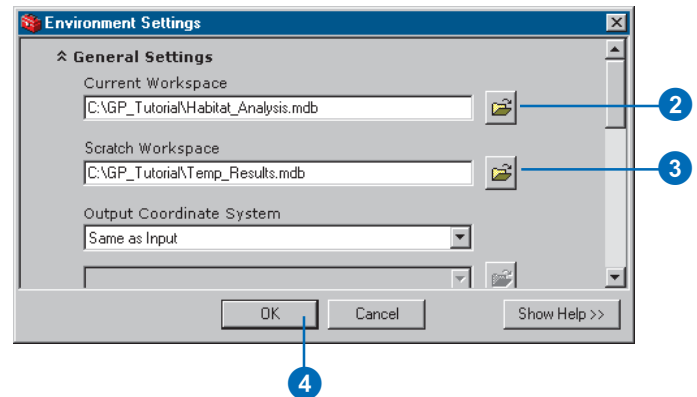 Environment Settings
General Settings
Current Workspace
C:\GP_Tutorial\Habitat_Analysis.mdb
2
Scratch Workspace
C:\GP_Tutorial\Temp_Results.mdb
3
Output Coordinate System
Same as Input
OK
Cancel
Show Help >>
4